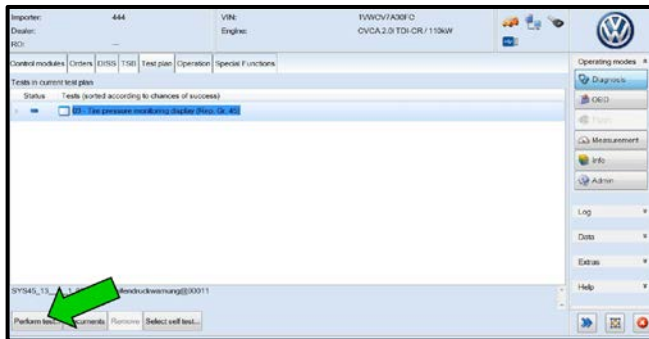 Importer: 444 VIN: 1VWCV7A30FC
Dealer: Engine: CVCA 2.0l TDI-CR / 110kW
RO: ---
Control modules Orders DISS TSB Test plan Operation Special Functions
Tests in current test plan
Status Tests (sorted according to chances of success)
03 - Tire pressure monitoring display (Rep. Gr. 45)
Perform test... Documents Remove Select self test...
Operating modes
Diagnosis
OBD
Flash
Measurement
Info
Admin
Log
Data
Extras
Help